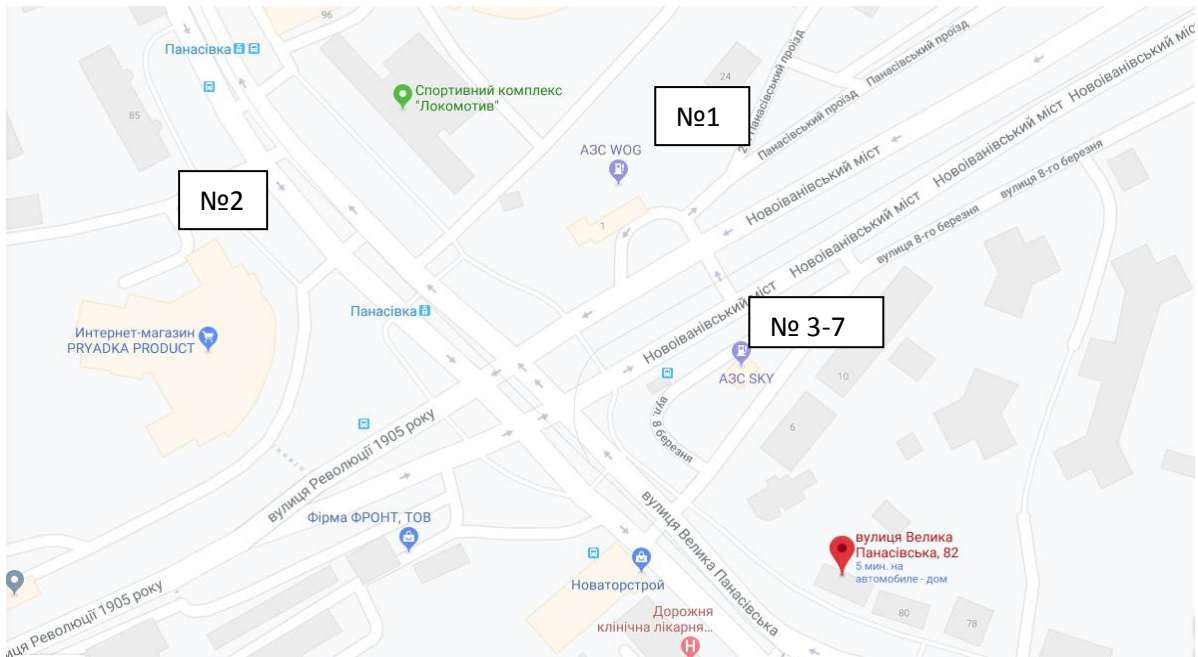 96
Панасівка
85
Спортивний комплекс
"Локомотив"
24
№1
2-й Панасівський проїзд
Панасівський проїзд
Панасівський проїзд
Новоіванівський міст
Новоіванівський міст
АЗС WOG
1
Новоіванівський міст
Новоіванівський міст
Новоіванівський міст
Новоіванівський міст
вулиця 8-го березня
вулиця 8-го березня
№2
Панасівка
Интернет-магазин
PRYADKA PRODUCT
№ 3-7
АЗС SKY
10
6
вул. 8 березня
вулиця Революції 1905 року
Фірма ФРОНТ, ТОВ
вулиця Велика Панасівська
Новаторстрой
вулиця Велика
Панасівська, 82
5 мин. на
автомобиле - дом
80
78
Дорожня
клінічна лікарня...
H
иця Революції 1905 року